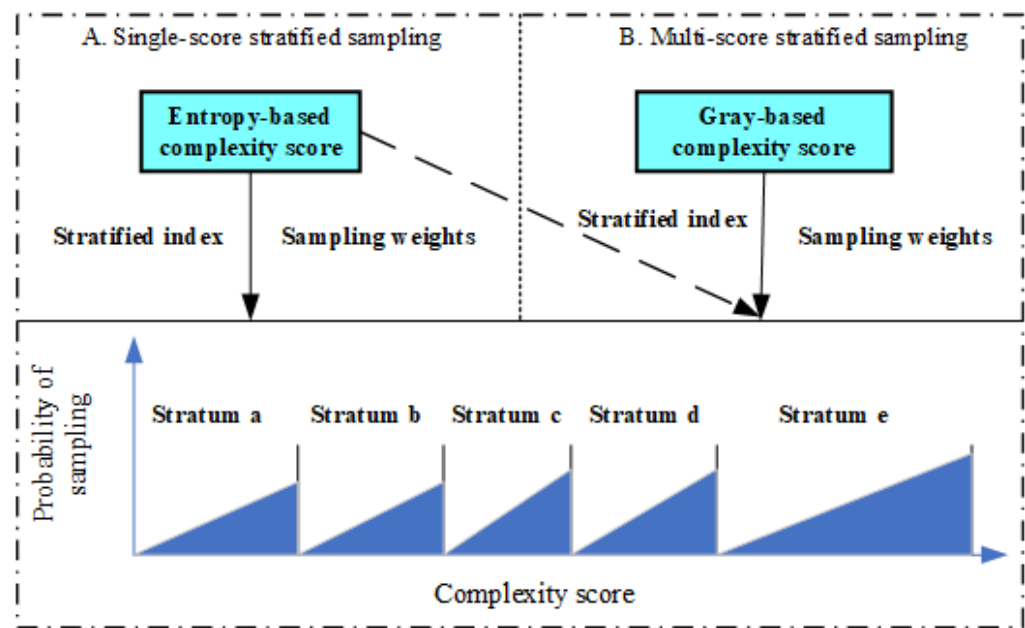 A. Single-score stratified sampling
B. Multi-score stratified sampling
Entropy-based
complexity score
Gray-based
complexity score
Stratified index
Sampling weights
Stratified index
Sampling weights
Probability of
sampling
Stratum a
Stratum b
Stratum c
Stratum d
Stratum e
Complexity score